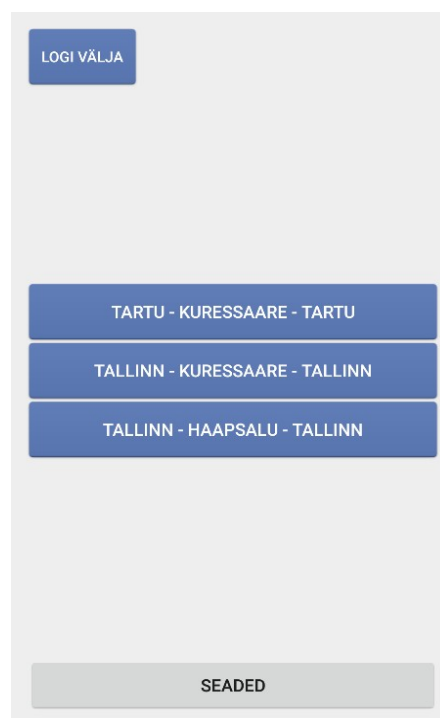 LOGI VÄLJA
TARTU - KURESSAARE - TARTU
TALLINN - KURESSAARE - TALLINN
TALLINN - HAAPSALU - TALLINN
SEADED